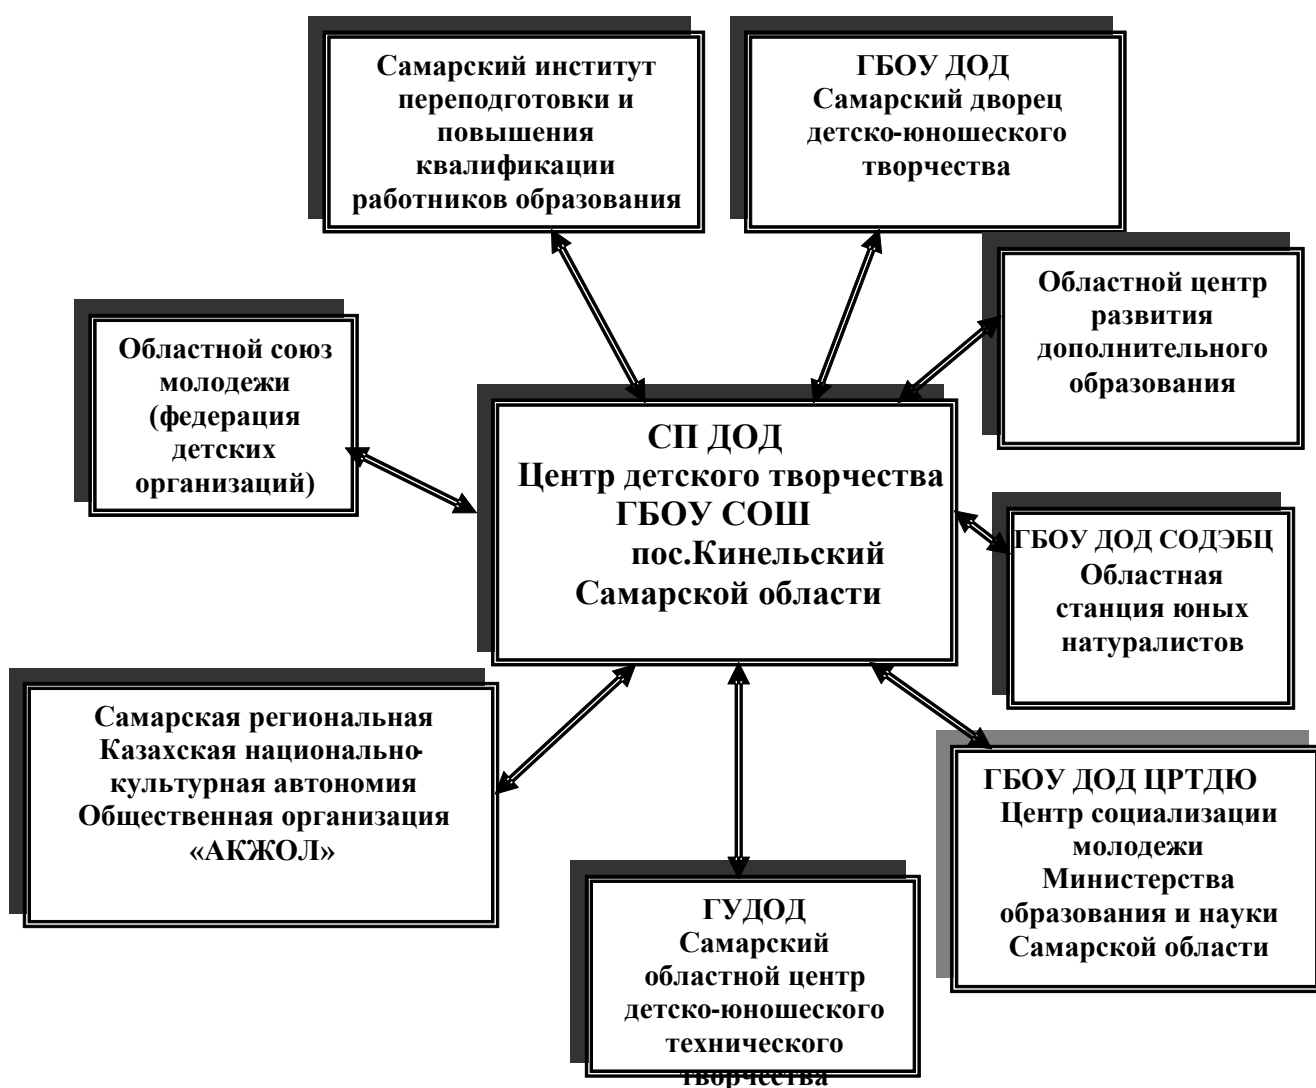 Самарский институт
переподготовки и
повышения
квалификации
работников образования
ГБОУ ДОД
Самарский дворец
детско-юношеского
творчества
Областной центр
развития
дополнительного
образования
Областной союз
молодежи
(федерация
детских
организаций)
СП ДОД
Центр детского творчества
ГБОУ СОШ
пос.Кинельский
Самарской области
ГБОУ ДОД СОДЭБЦ
Областная
станция юных
натуралистов
Самарская региональная
Казахская национально-
культурная автономия
Общественная организация
«АКЖОЛ»
ГБОУ ДОД ЦРТДЮ
Центр социализации
молодежи
Министерства
образования и науки
Самарской области
ГУДОД
Самарский
областной центр
детско-юношеского
технического
творчества